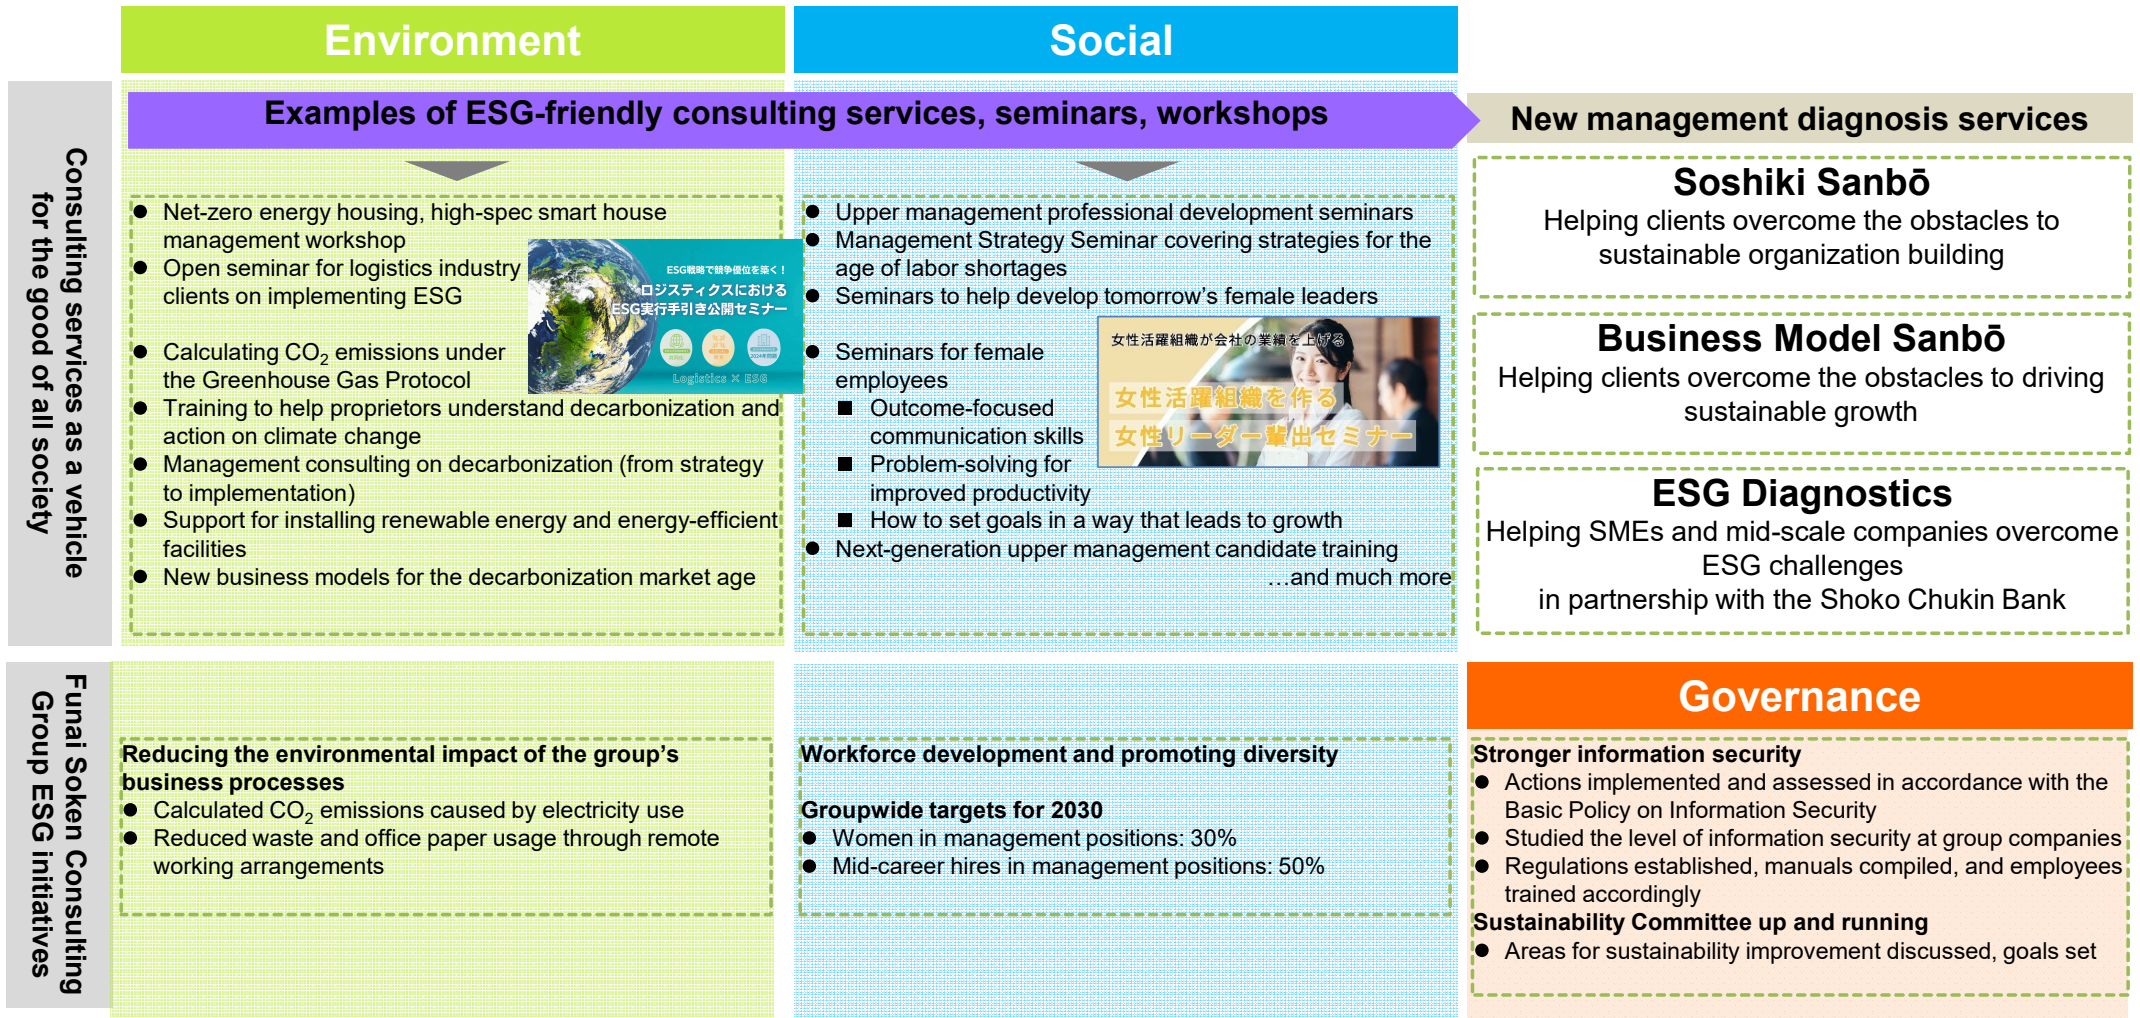 Environment
Social
Consulting services as a vehicle
for the good of all society
Examples of ESG-friendly consulting services, seminars, workshops
● Net-zero energy housing, high-spec smart house
management workshop
● Open seminar for logistics industry
clients on implementing ESG
● Calculating CO₂ emissions under
the Greenhouse Gas Protocol
● Training to help proprietors understand decarbonization and
action on climate change
● Management consulting on decarbonization (from strategy
to implementation)
● Support for installing renewable energy and energy-efficient
facilities
● New business models for the decarbonization market age
ESG戦略で競争優位を築く！
ロジスティクスにおける
ESG実行手引き公開セミナー
2024年問題
Logistics × ESG
● Upper management professional development seminars
● Management Strategy Seminar covering strategies for the
age of labor shortages
● Seminars to help develop tomorrow's female leaders
● Seminars for female
employees
■ Outcome-focused
communication skills
■ Problem-solving for
improved productivity
■ How to set goals in a way that leads to growth
● Next-generation upper management candidate training
…and much more
女性活躍組織が会社の業績を上げる
女性活躍組織を作る
女性リーダー輩出セミナー
New management diagnosis services
Soshiki Sanbō
Helping clients overcome the obstacles to
sustainable organization building
Business Model Sanbō
Helping clients overcome the obstacles to driving
sustainable growth
ESG Diagnostics
Helping SMEs and mid-scale companies overcome
ESG challenges
in partnership with the Shoko Chukin Bank
Funai Soken Consulting
Group ESG initiatives
Reducing the environmental impact of the group's
business processes
● Calculated CO₂ emissions caused by electricity use
● Reduced waste and office paper usage through remote
working arrangements
Workforce development and promoting diversity
Groupwide targets for 2030
● Women in management positions: 30%
● Mid-career hires in management positions: 50%
Governance
Stronger information security
● Actions implemented and assessed in accordance with the
Basic Policy on Information Security
● Studied the level of information security at group companies
● Regulations established, manuals compiled, and employees
trained accordingly
Sustainability Committee up and running
● Areas for sustainability improvement discussed, goals set